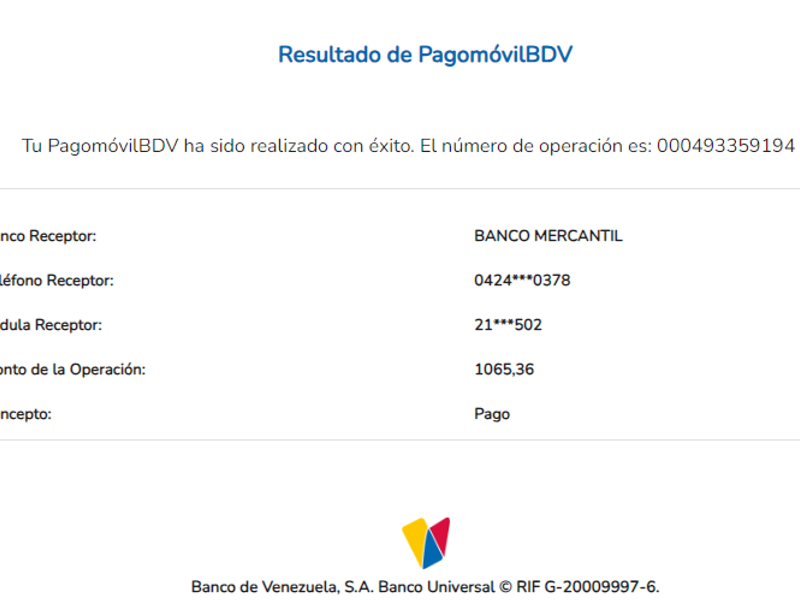 Resultado de PagomóvilBDV
Tu PagomóvilBDV ha sido realizado con éxito. El número de operación es: 000493359194
nco Receptor: BANCO MERCANTIL
léfono Receptor: 0424***0378
dula Receptor: 21***502
onto de la Operación: 1065,36
ncepto: Pago
Banco de Venezuela, S.A. Banco Universal © RIF G-20009997-6.